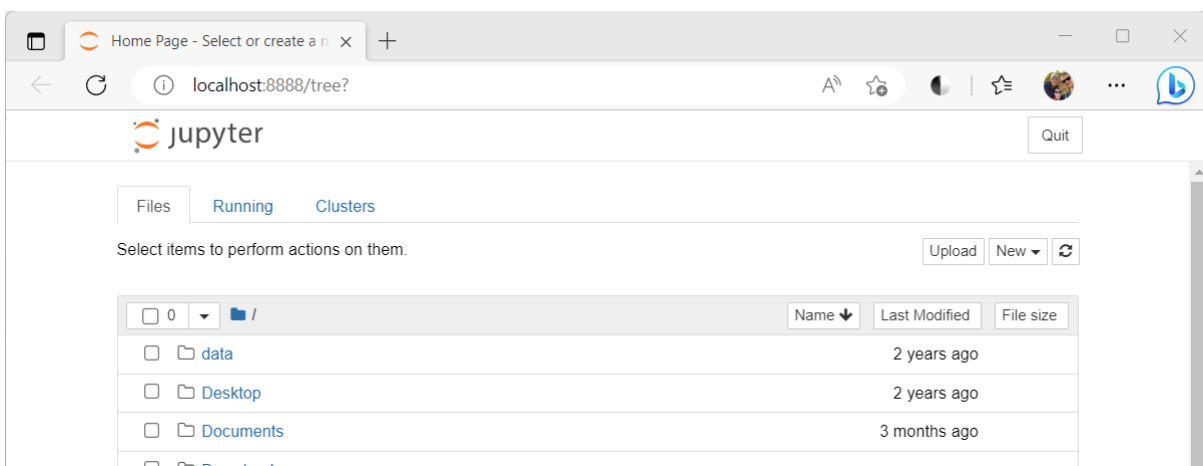 Home Page - Select or create a n
localhost:8888/tree?
jupyter
Quit
Files Running Clusters
Select items to perform actions on them.
Upload New
0 / Name Last Modified File size
data 2 years ago
Desktop 2 years ago
Documents 3 months ago